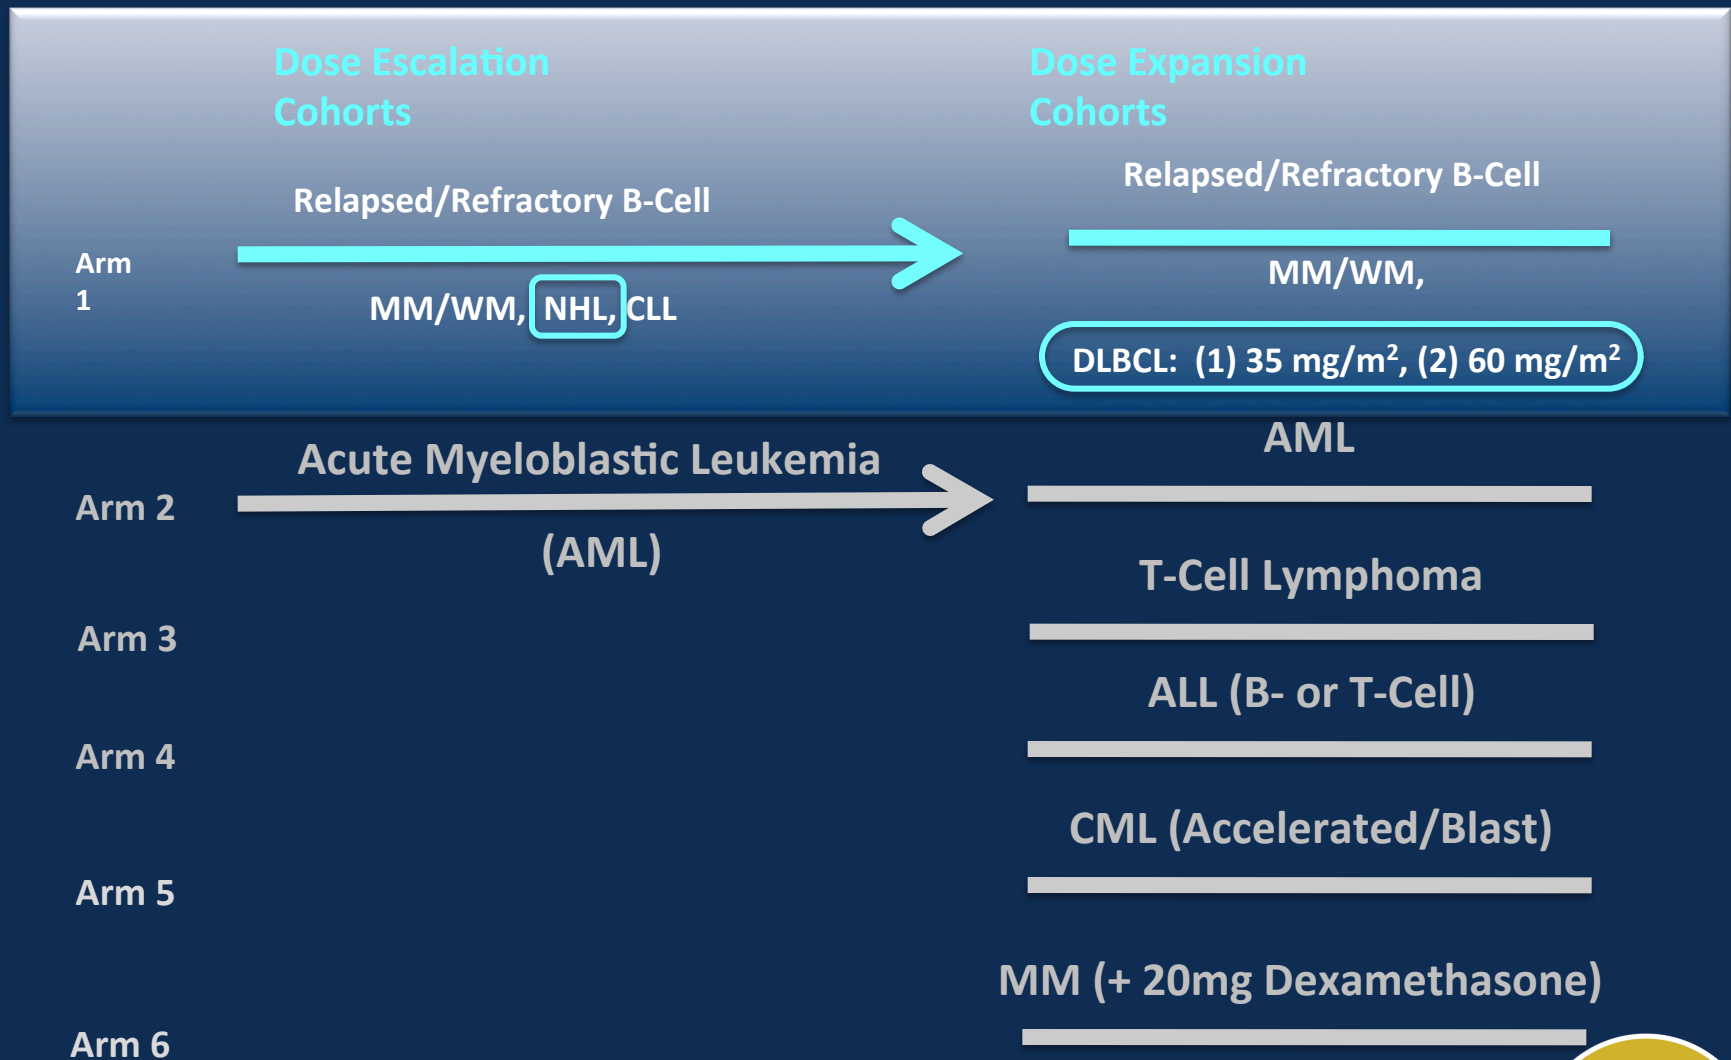 Dose Escalation
Cohorts
Dose Expansion
Cohorts
Relapsed/Refractory B-Cell
Relapsed/Refractory B-Cell
Arm
1
MM/WM, NHL, CLL
MM/WM,
DLBCL: (1) 35 mg/m², (2) 60 mg/m²
Acute Myeloblastic Leukemia
AML
Arm 2
(AML)
T-Cell Lymphoma
Arm 3
ALL (B- or T-Cell)
Arm 4
CML (Accelerated/Blast)
Arm 5
MM (+ 20mg Dexamethasone)
Arm 6